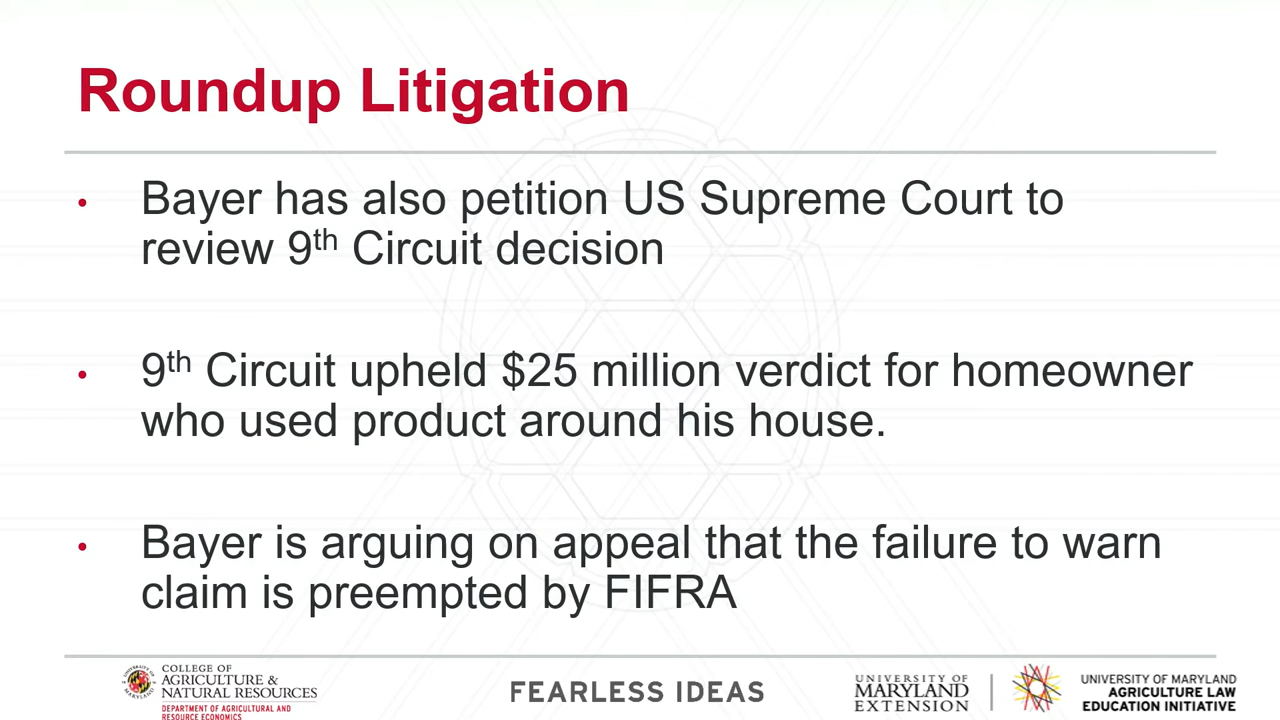 Roundup Litigation
• Bayer has also petition US Supreme Court to
review 9th Circuit decision
• 9th Circuit upheld $25 million verdict for homeowner
who used product around his house.
• Bayer is arguing on appeal that the failure to warn
claim is preempted by FIFRA
COLLEGE OF
AGRICULTURE &
NATURAL RESOURCES
DEPARTMENT OF AGRICULTURAL AND
RESOURCE ECONOMICS
FEARLESS IDEAS
UNIVERSITY OF
MARYLAND
EXTENSION
UNIVERSITY OF MARYLAND
AGRICULTURE LAW
EDUCATION INITIATIVE